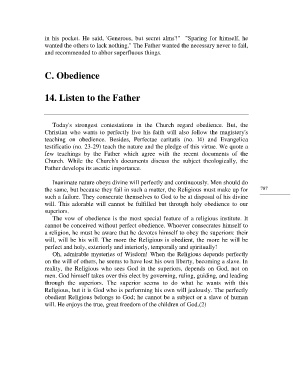 in his pocket. He said, 'Generous, but secret alms'!" "Sparing for himself, he
wanted the others to lack nothing." The Father wanted the necessary never to fail,
and recommended to abhor superfluous things.
C. Obedience
14. Listen to the Father
Today's strongest contestations in the Church regard obedience. But, the
Christian who wants to perfectly live his faith will also follow the magistery's
teaching on obedience. Besides, Perfectae caritatis (no. 14) and Evangelica
testificatio (no. 23-29) teach the nature and the pledge of this virtue. We quote a
few teachings by the Father which agree with the recent documents of the
Church. While the Church's documents discuss the subject theologically, the
Father develops its ascetic importance.
Inanimate nature obeys divine will perfectly and continuously. Men should do
the same, but because they fail in such a matter, the Religious must make up for
such a failure. They consecrate themselves to God to be at disposal of his divine
will. This adorable will cannot be fulfilled but through holy obedience to our
superiors.
The vow of obedience is the most special feature of a religious institute. It
cannot be conceived without perfect obedience. Whoever consecrates himself to
a religion, he must be aware that he devotes himself to obey the superiors: their
will, will be his will. The more the Religious is obedient, the more he will be
perfect and holy, exteriorly and interiorly, temporally and spiritually!
Oh, admirable mysteries of Wisdom! When the Religious depends perfectly
on the will of others, he seems to have lost his own liberty, becoming a slave. In
reality, the Religious who sees God in the superiors, depends on God, not on
men. God himself takes over this elect by governing, ruling, guiding, and leading
through the superiors. The superior seems to do what he wants with this
Religious, but it is God who is performing his own will jealously. The perfectly
obedient Religious belongs to God; he cannot be a subject or a slave of human
will. He enjoys the true, great freedom of the children of God.(2)